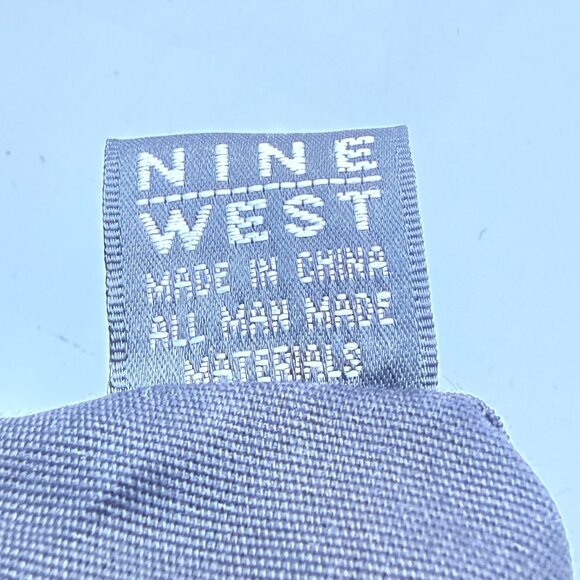 NINE
WEST
MADE IN CHINA
ALL MAN MADE
MATERIALS